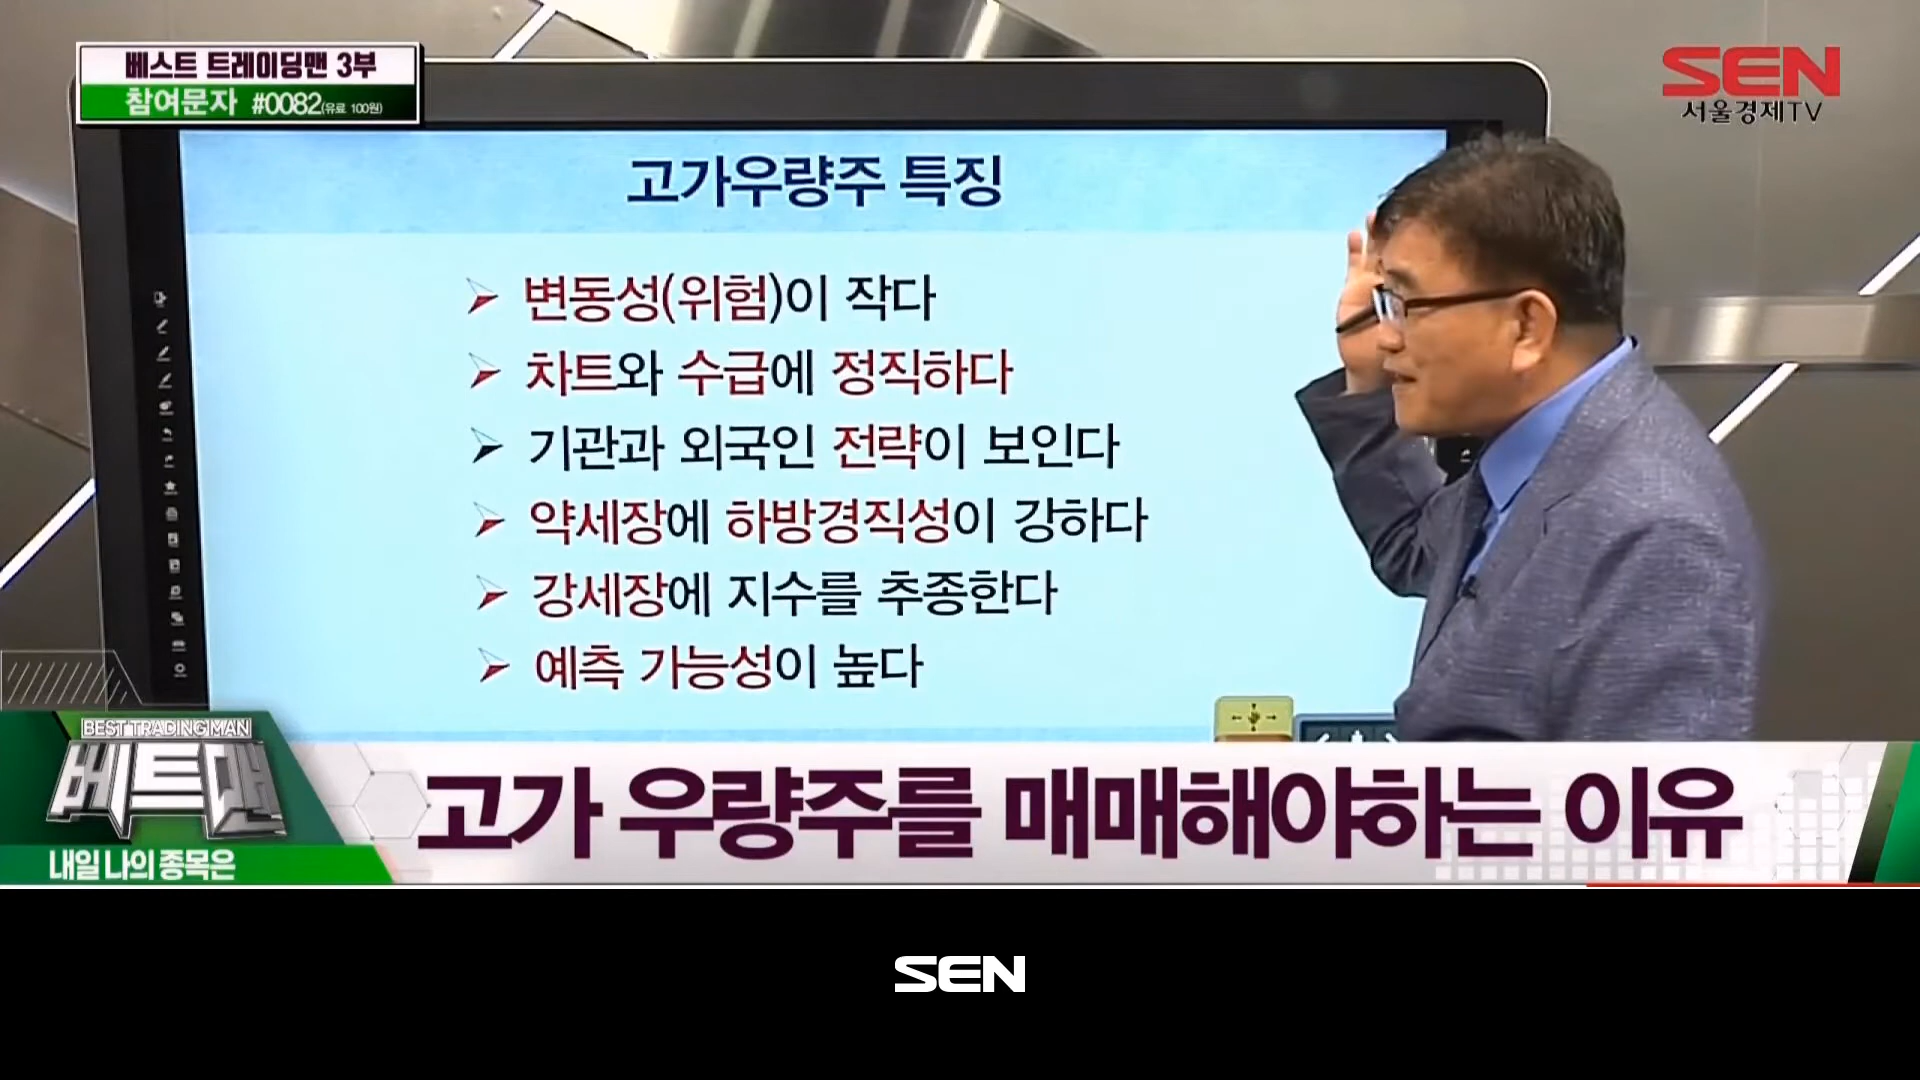 베스트 트레이딩맨 3부
참여문자 #0082(유료 100원)
SEN
서울경제TV
고가우량주 특징
변동성(위험)이 작다
차트와 수급에 정직하다
기관과 외국인 전략이 보인다
약세장에 하방경직성이 강하다
강세장에 지수를 추종한다
예측 가능성이 높다
BEST TRADING MAN
베트맨
내일 나의 종목은
고가 우량주를 매매해야하는 이유
SEN